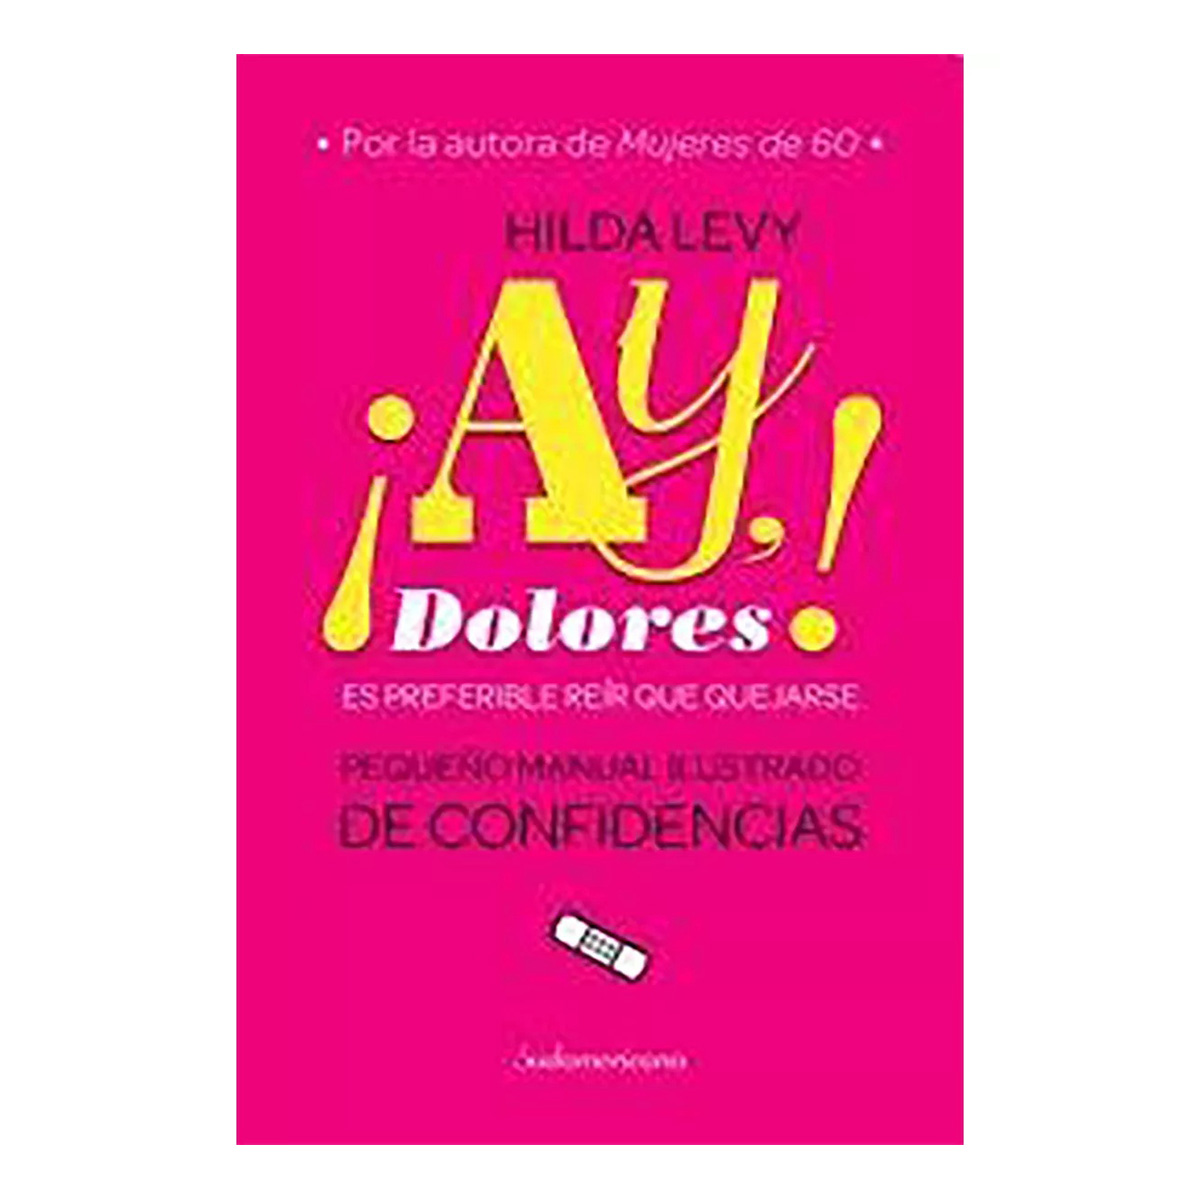 • Por la autora de Mujeres de 60 •
HILDA LEVY
¡Ay,
Dolores!
ES PREFERIBLE REÍR QUE QUEJARSE
PEQUEÑO MANUAL ILUSTRADO
DE CONFIDENCIAS
Sudamericana